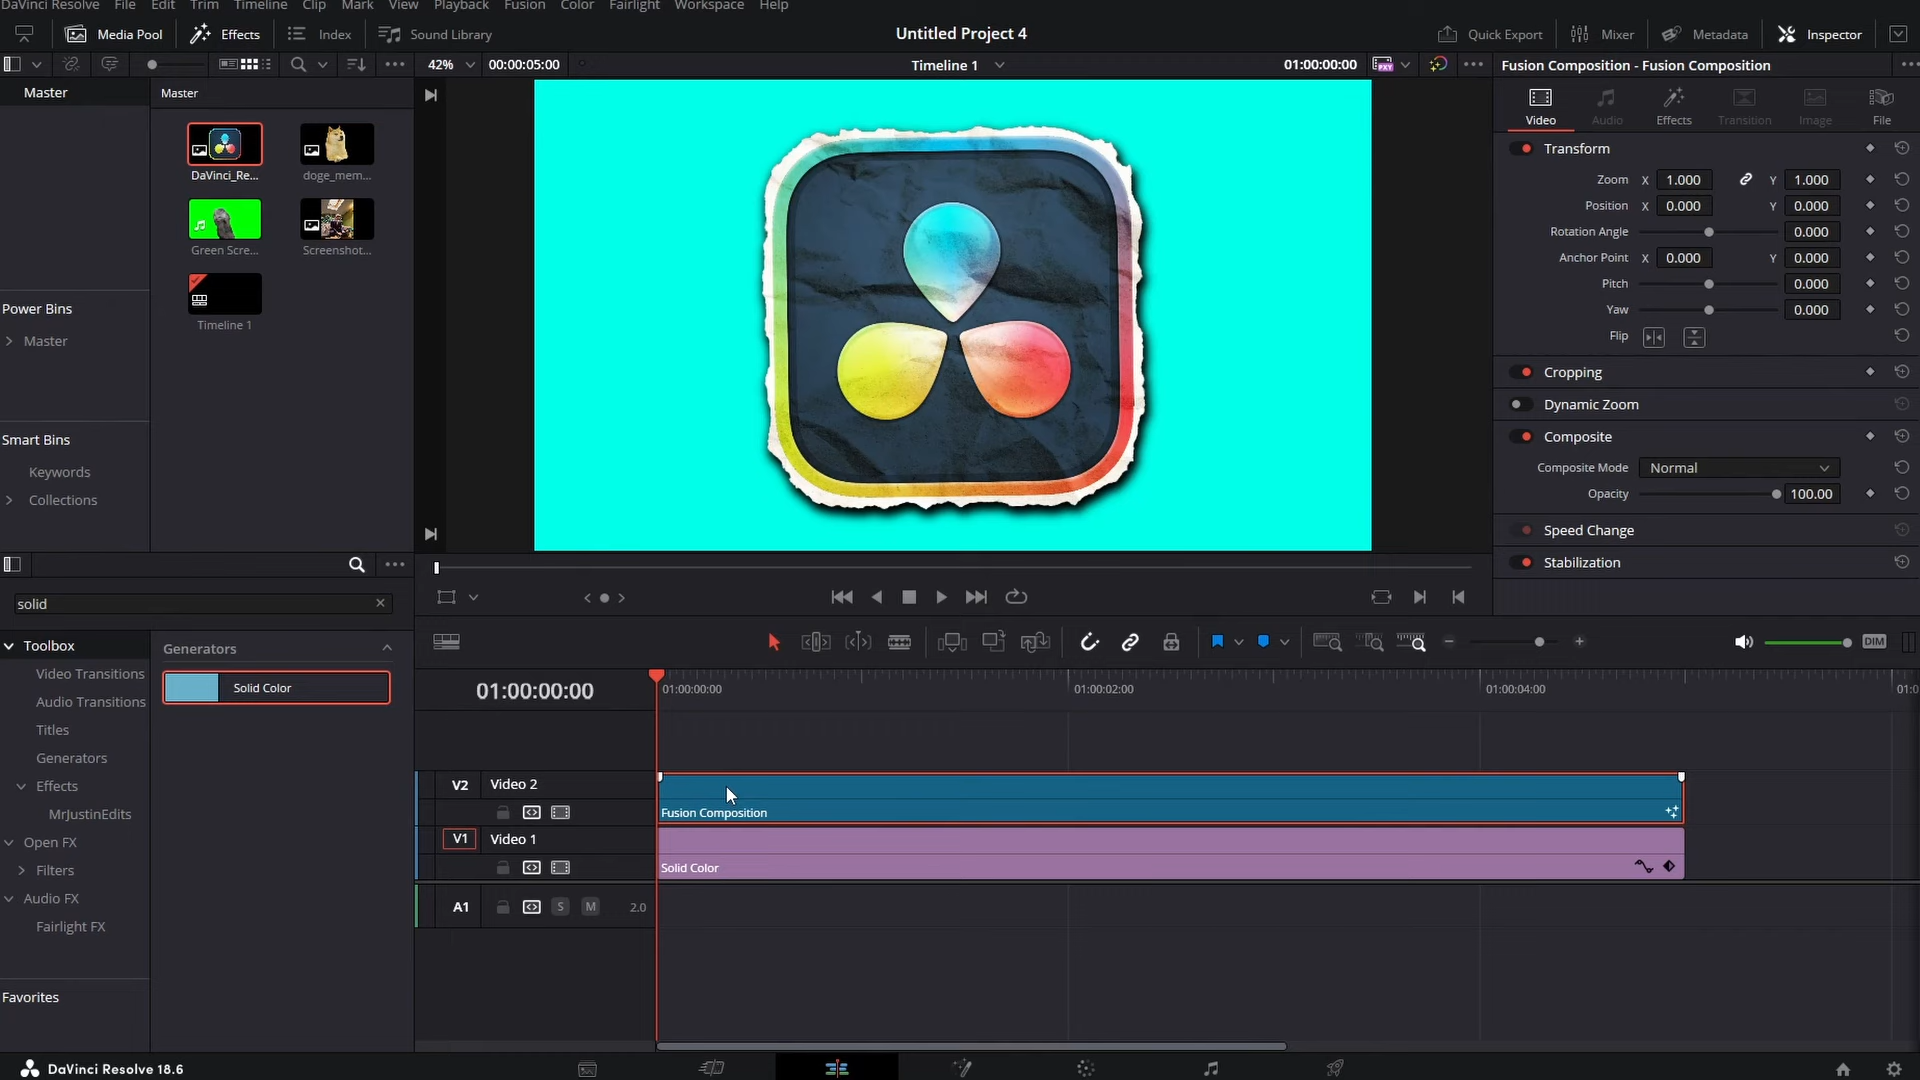 DaVinci Resolve File Edit Trim Timeline Clip Mark View Playback Fusion Color Fairlight Workspace Help
Media Pool Effects Index Sound Library
Untitled Project 4
Quick Export Mixer Metadata Inspector
42% 00:00:05:00 Timeline 1 01:00:00:00
Fusion Composition - Fusion Composition
Master
Master
DaVinci_Re...
doge_mem...
Green Scre...
Screenshot...
Timeline 1
Power Bins
Master
Smart Bins
Keywords
Collections
Video Audio Effects Transition Image File
Transform
Zoom X 1.000 Y 1.000
Position X 0.000 Y 0.000
Rotation Angle 0.000
Anchor Point X 0.000 Y 0.000
Pitch 0.000
Yaw 0.000
Flip
Cropping
Dynamic Zoom
Composite
Composite Mode Normal
Opacity 100.00
Speed Change
Stabilization
solid
Toolbox
Video Transitions
Audio Transitions
Titles
Generators
Effects
MrJustinEdits
Open FX
Filters
Audio FX
Fairlight FX
Favorites
Generators
Solid Color
DIM
01:00:00:00
01:00:00:00 01:00:02:00 01:00:04:00
V2 Video 2
Fusion Composition
V1 Video 1
Solid Color
A1 S M 2.0
DaVinci Resolve 18.6